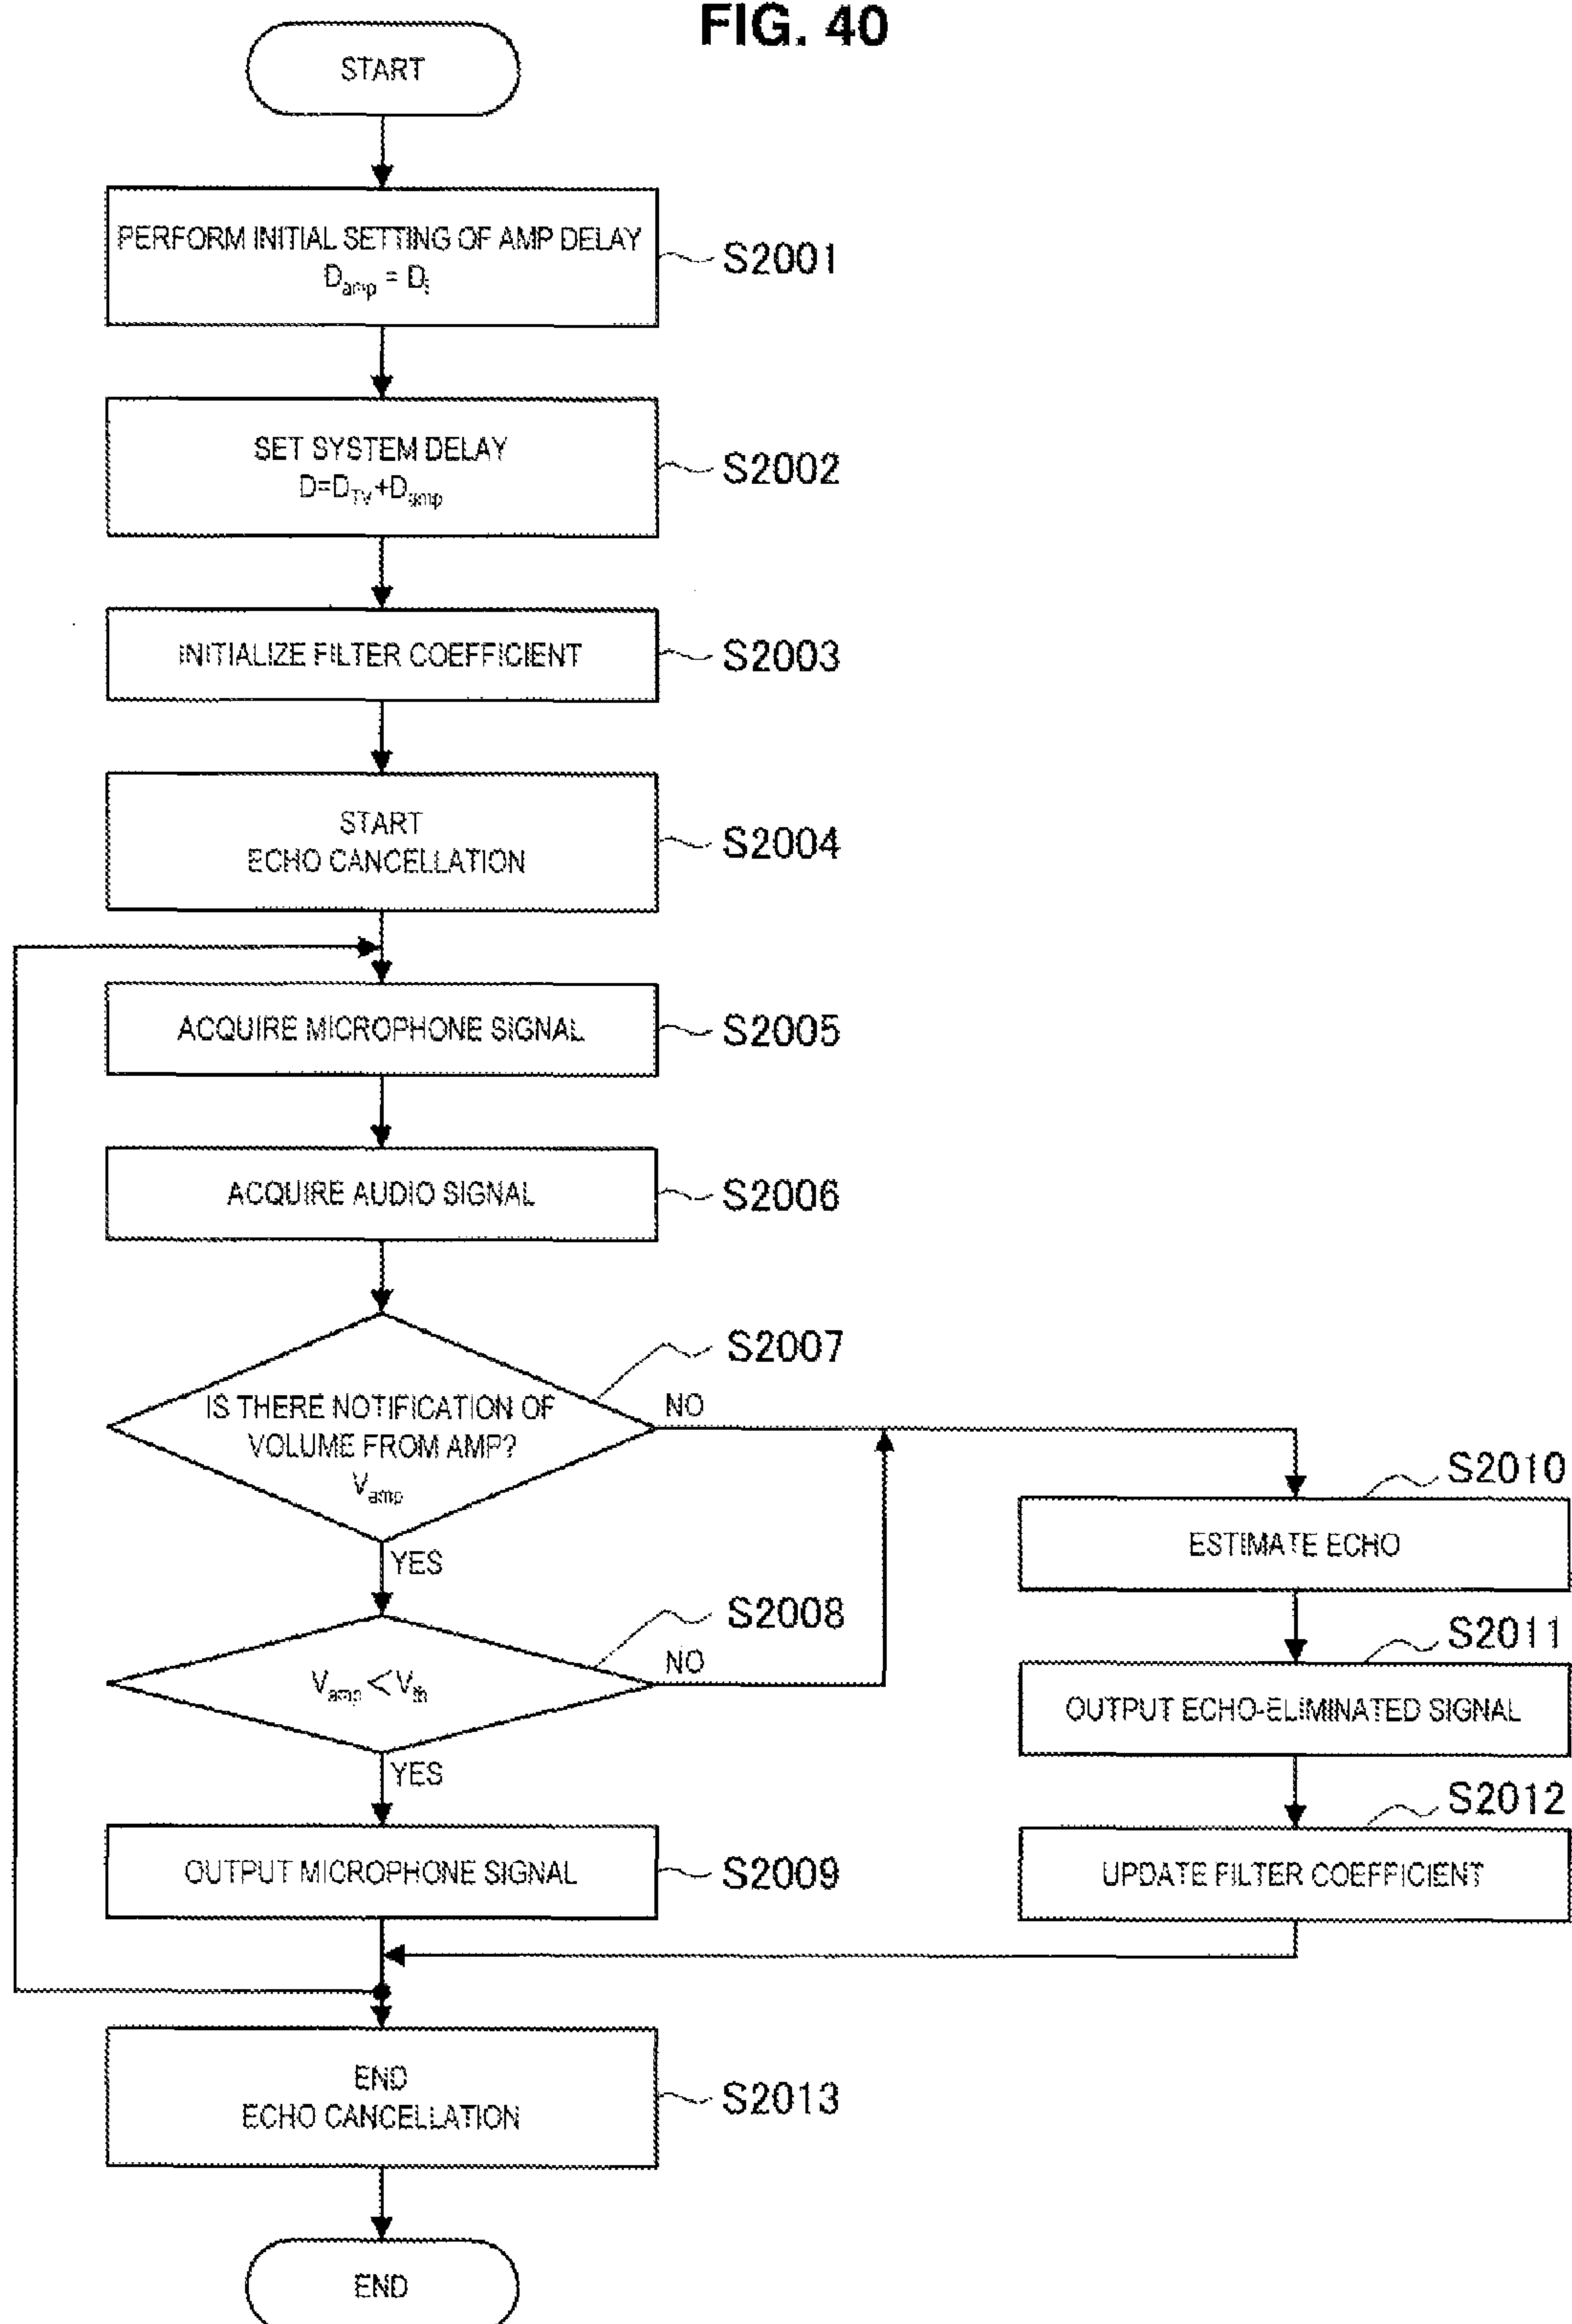 FIG. 40
START
PERFORM INITIAL SETTING OF AMP DELAY
Damp = Di
S2001
SET SYSTEM DELAY
D=DTV+Damp
S2002
INITIALIZE FILTER COEFFICIENT
S2003
START
ECHO CANCELLATION
S2004
ACQUIRE MICROPHONE SIGNAL
S2005
ACQUIRE AUDIO SIGNAL
S2006
S2007
IS THERE NOTIFICATION OF
VOLUME FROM AMP?
Vamp
NO
YES
S2008
Vamp < Vth
NO
YES
OUTPUT MICROPHONE SIGNAL
S2009
S2010
ESTIMATE ECHO
S2011
OUTPUT ECHO-ELIMINATED SIGNAL
S2012
UPDATE FILTER COEFFICIENT
END
ECHO CANCELLATION
S2013
END